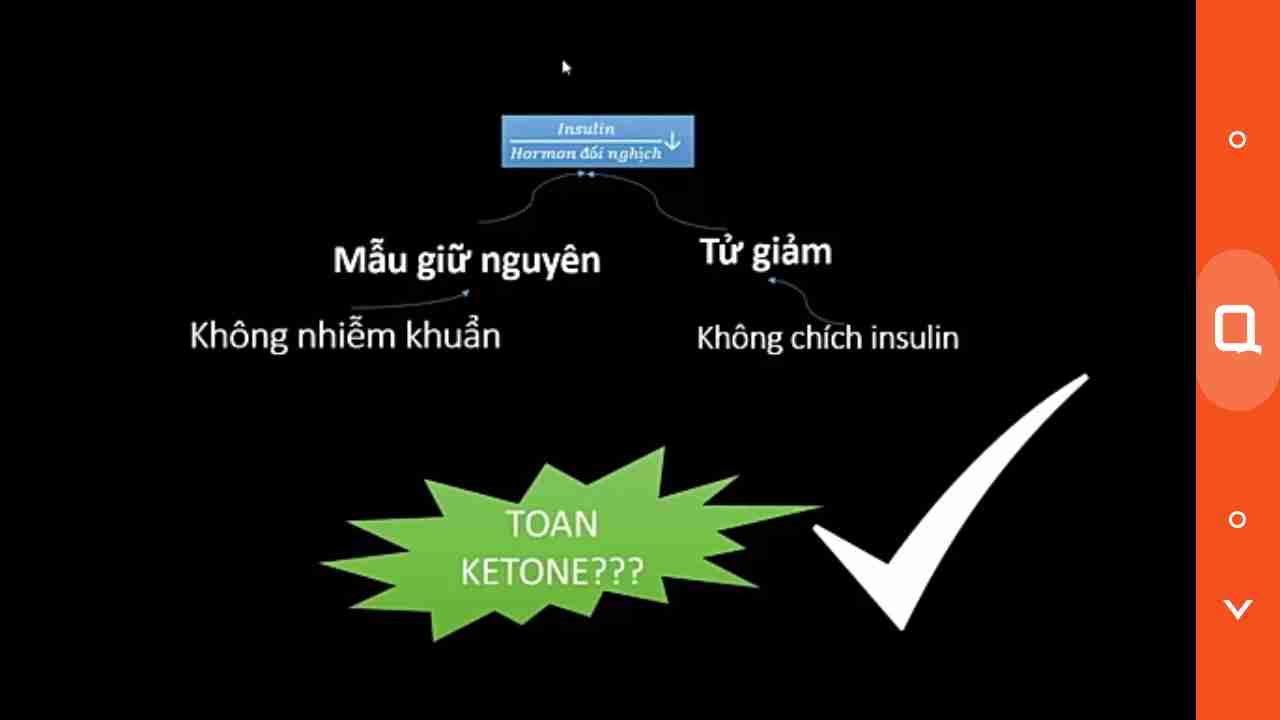 Insulin
Hormon đối nghịch ↓
Mẫu giữ nguyên
Tử giảm
Không nhiễm khuẩn
Không chích insulin
TOAN
KETONE???